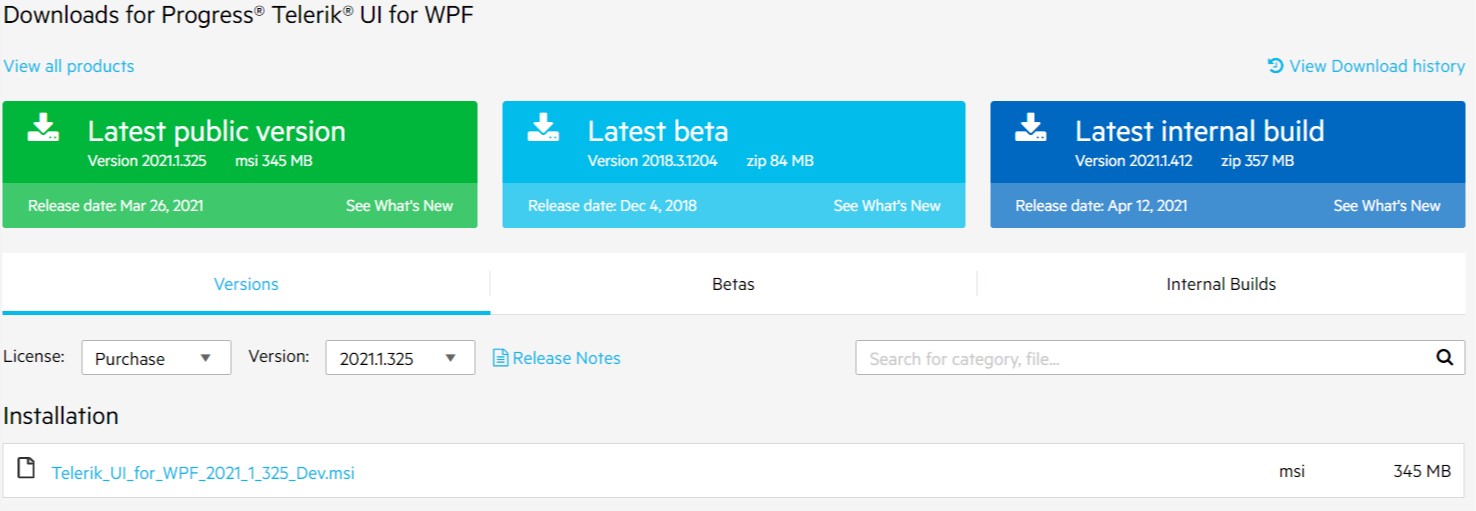 Downloads for Progress® Telerik® UI for WPF
View all products
View Download history
Latest public version
Version 2021.1.325 msi 345 MB
Release date: Mar 26, 2021 See What's New
Latest beta
Version 2018.3.1204 zip 84 MB
Release date: Dec 4, 2018 See What's New
Latest internal build
Version 2021.1.412 zip 357 MB
Release date: Apr 12, 2021 See What's New
Versions Betas Internal Builds
License: Purchase Version: 2021.1.325 Release Notes Search for category, file...
Installation
Telerik_UI_for_WPF_2021_1_325_Dev.msi msi 345 MB